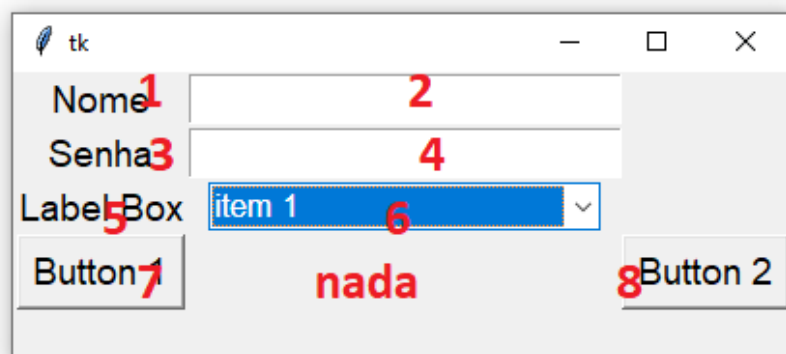 tk
Nome 1 2
Senha 3 4
Label Box 5 item 1 6
Button 1 7 nada 8 Button 2